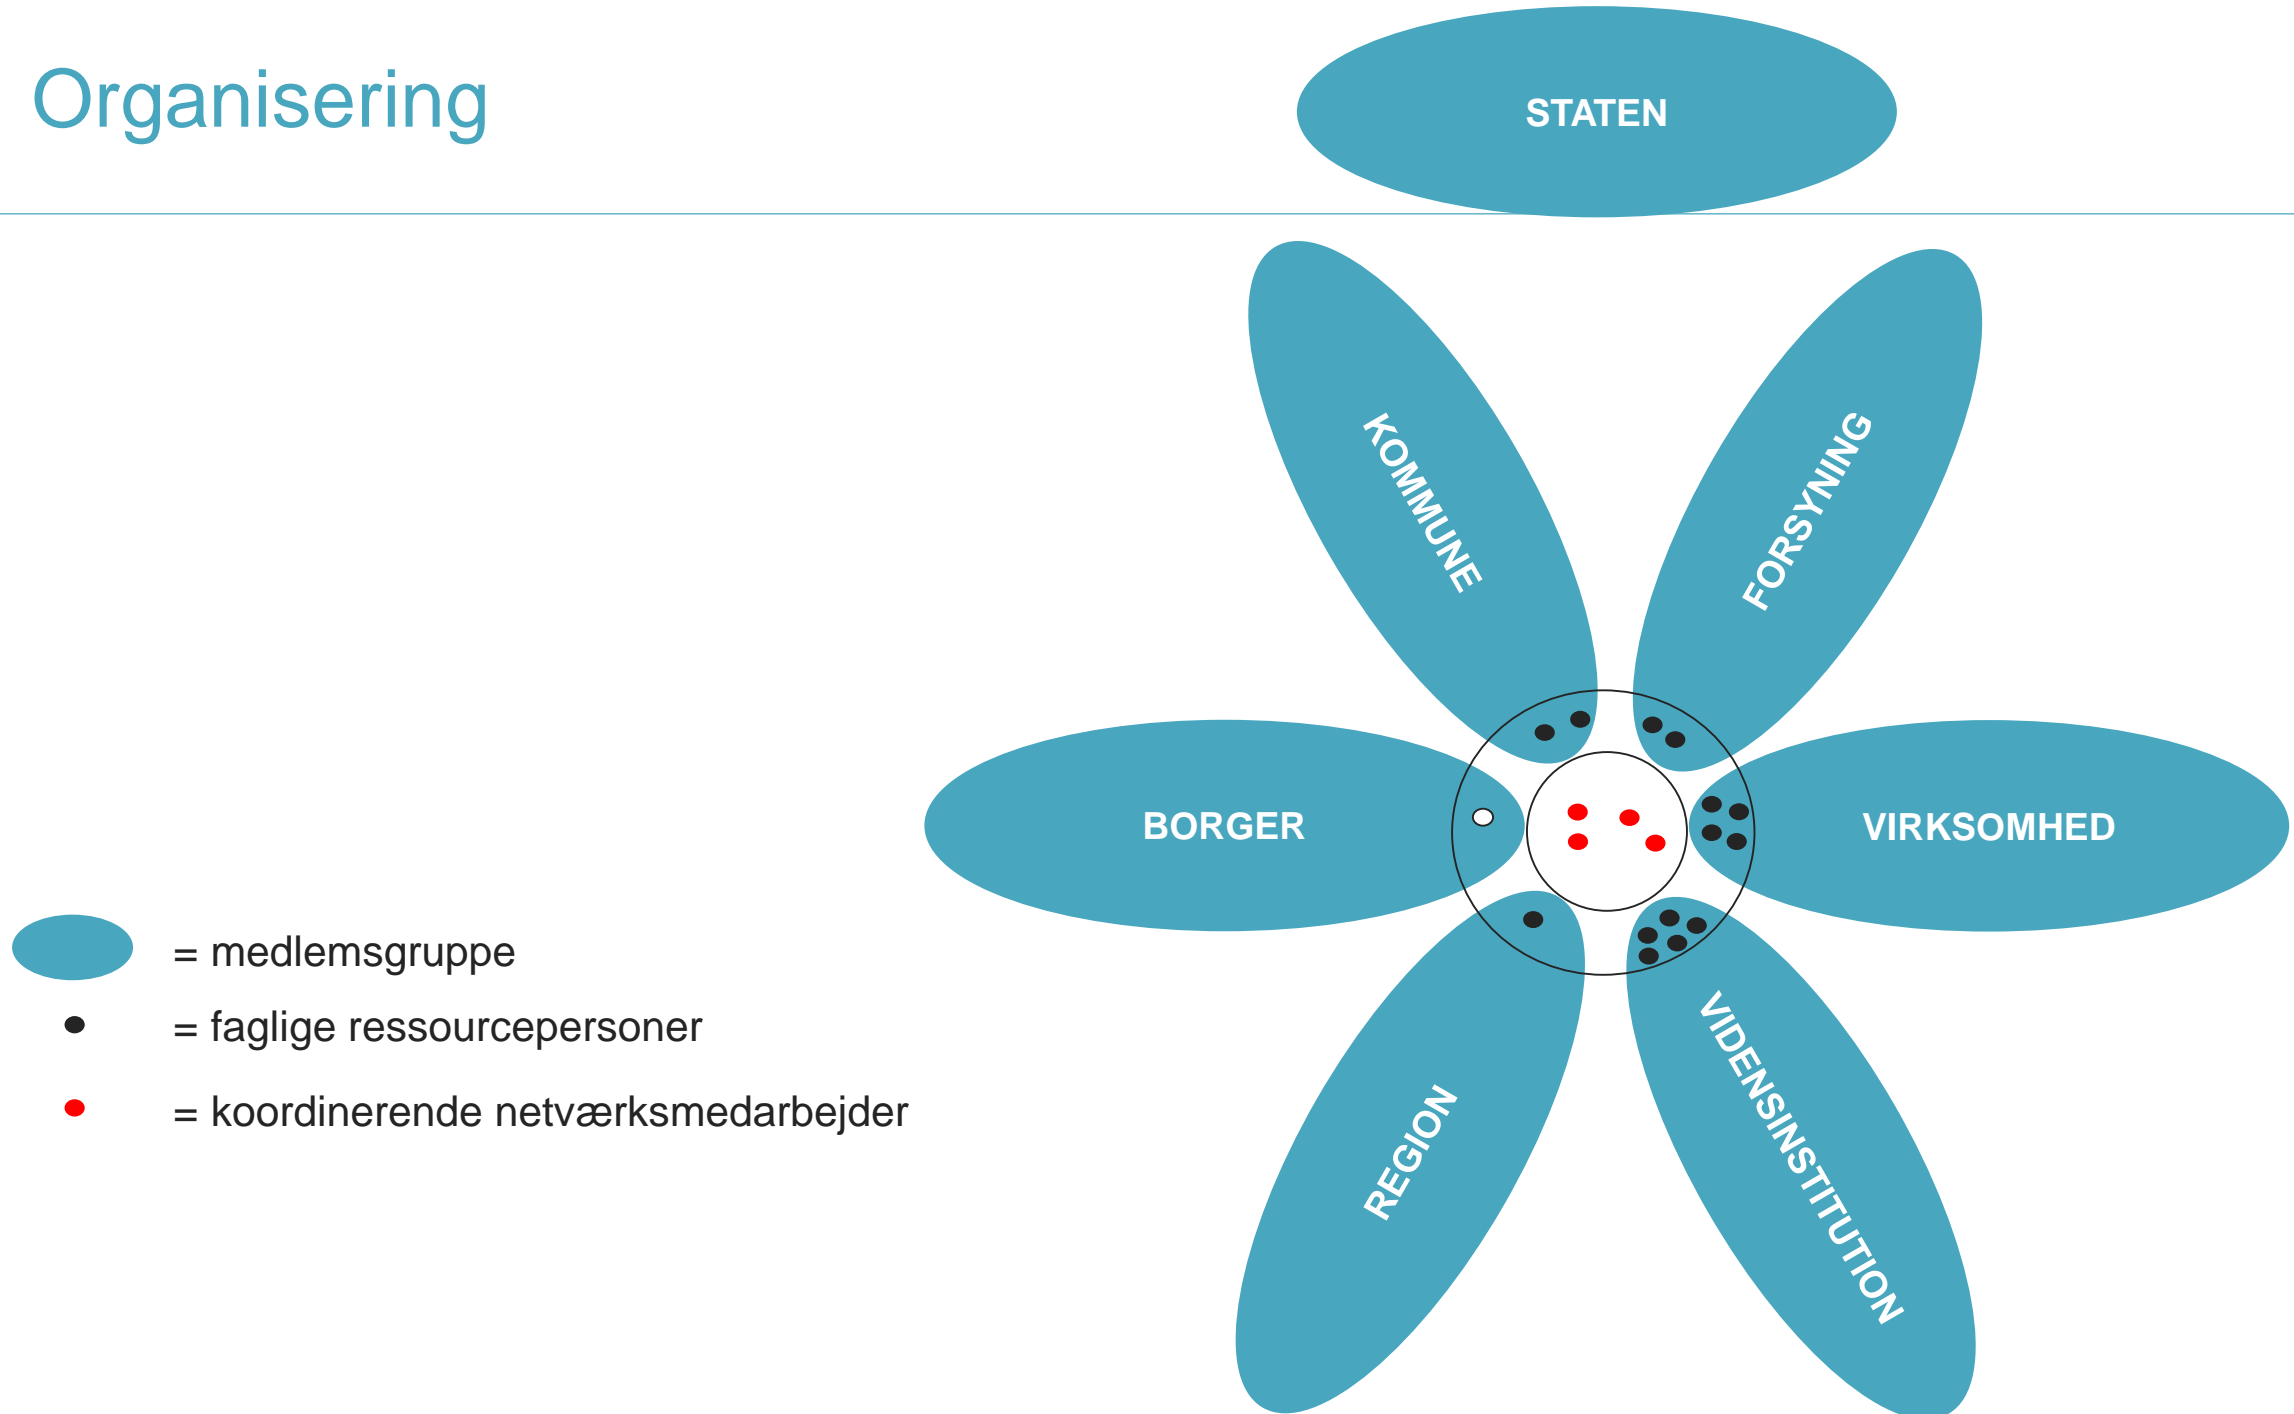 Organisering
STATEN
KOMMUNE
FORSYNING
BORGER
VIRKSOMHED
= medlemsgruppe
= faglige ressourcepersoner
= koordinerende netværksmedarbejder
REGION
VIDENSINSTITUTION